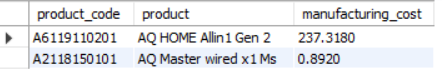 product_code product manufacturing_cost
A6119110201 AQ HOME Allin1 Gen 2 237.3180
A2118150101 AQ Master wired x1 Ms 0.8920